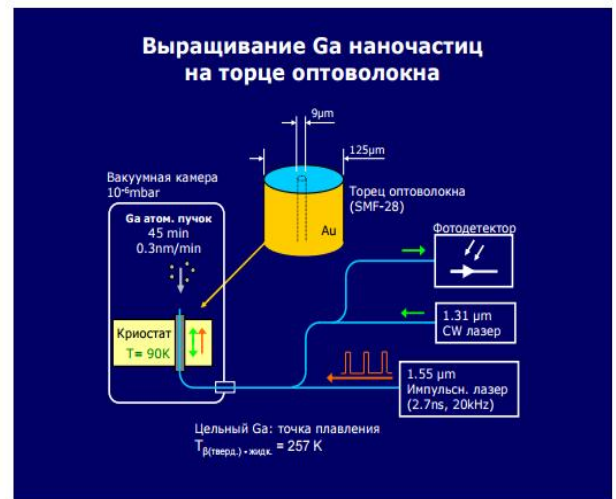 Выращивание Ga наночастиц
на торце оптоволокна
9μm
125μm
Вакуумная камера
10⁻⁶mbar
Торец оптоволокна
(SMF-28)
Ga атом. пучок
45 min
0.3nm/min
Au
Фотодетектор
Криостат
T= 90K
1.31 μm
CW лазер
1.55 μm
Импульсн. лазер
(2.7ns, 20kHz)
Цельный Ga: точка плавления
Tβ(тверд.) - жидк. = 257 K